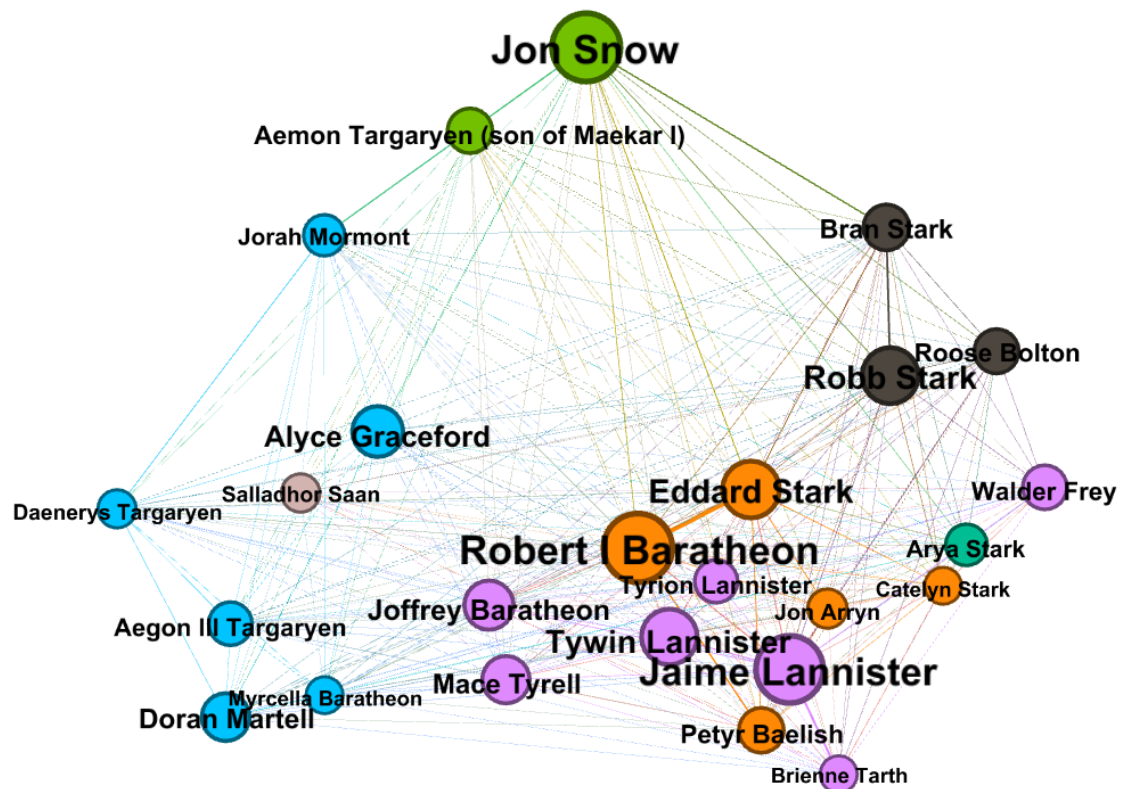 Jon Snow
Aemon Targaryen (son of Maekar I)
Bran Stark
Jorah Mormont
Roose Bolton
Robb Stark
Alyce Graceford
Eddard Stark
Walder Frey
Salladhor Saan
Daenerys Targaryen
Robert I Baratheon
Arya Stark
Tyrion Lannister
Catelyn Stark
Joffrey Baratheon
Jon Arryn
Aegon III Targaryen
Tywin Lannister
Jaime Lannister
Mace Tyrell
Myrcella Baratheon
Doran Martell
Petyr Baelish
Brienne Tarth